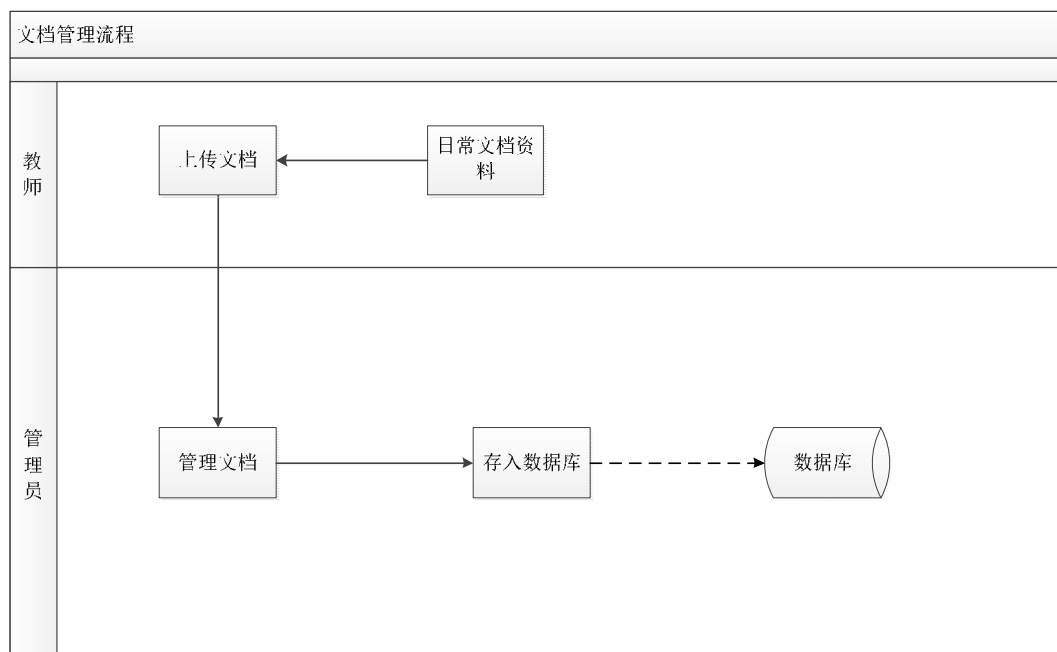 文档管理流程
教师
上传文档
日常文档资
料
管理员
管理文档
存入数据库
数据库